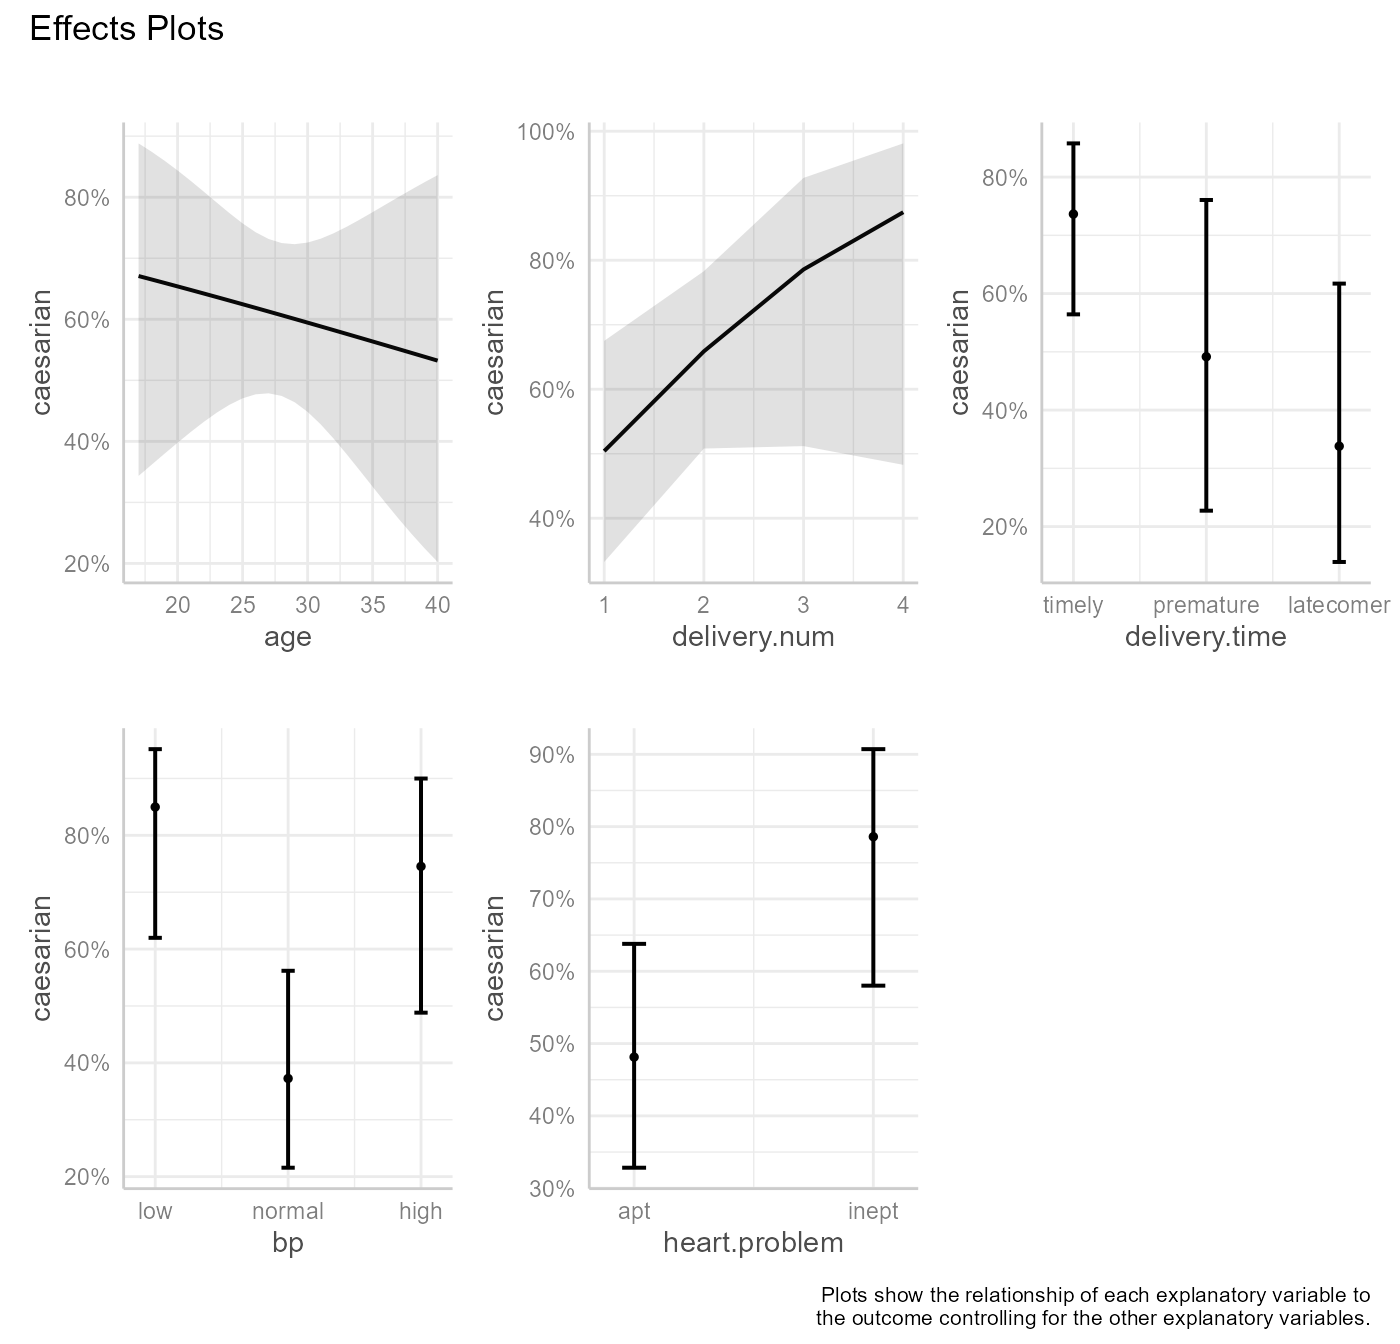 Effects Plots
caesarian
80%
60%
40%
20%
20 25 30 35 40
age
caesarian
100%
80%
60%
40%
1 2 3 4
delivery.num
caesarian
80%
60%
40%
20%
timely premature latecomer
delivery.time
caesarian
80%
60%
40%
20%
low normal high
bp
caesarian
90%
80%
70%
60%
50%
40%
30%
apt inept
heart.problem
Plots show the relationship of each explanatory variable to
the outcome controlling for the other explanatory variables.